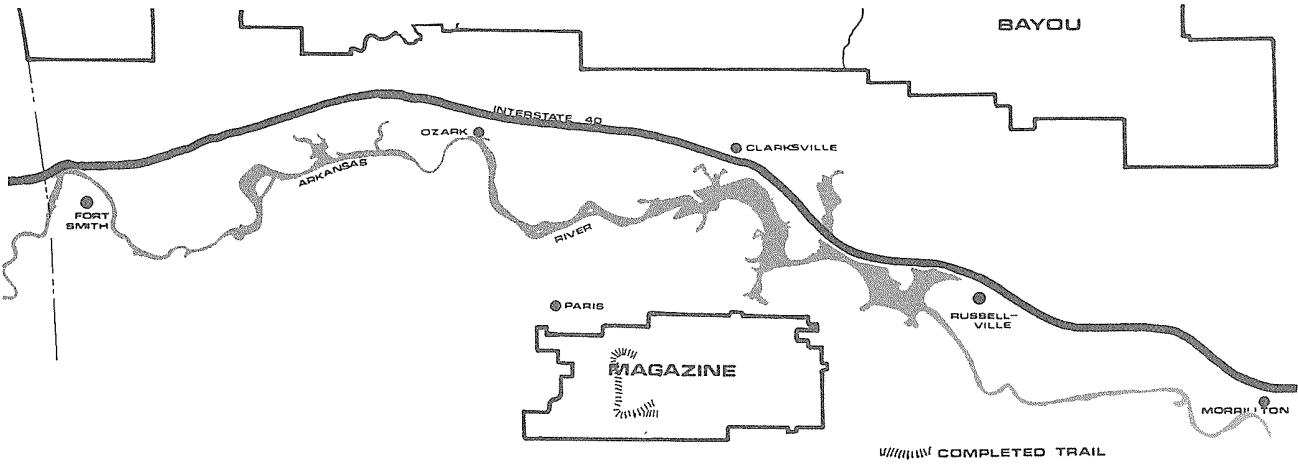 BAYOU
INTERSTATE 40
OZARK
CLARKSVILLE
ARKANSAS
FORT
SMITH
RIVER
PARIS
RUSSELL-
VILLE
MAGAZINE
MORRILTON
COMPLETED TRAIL